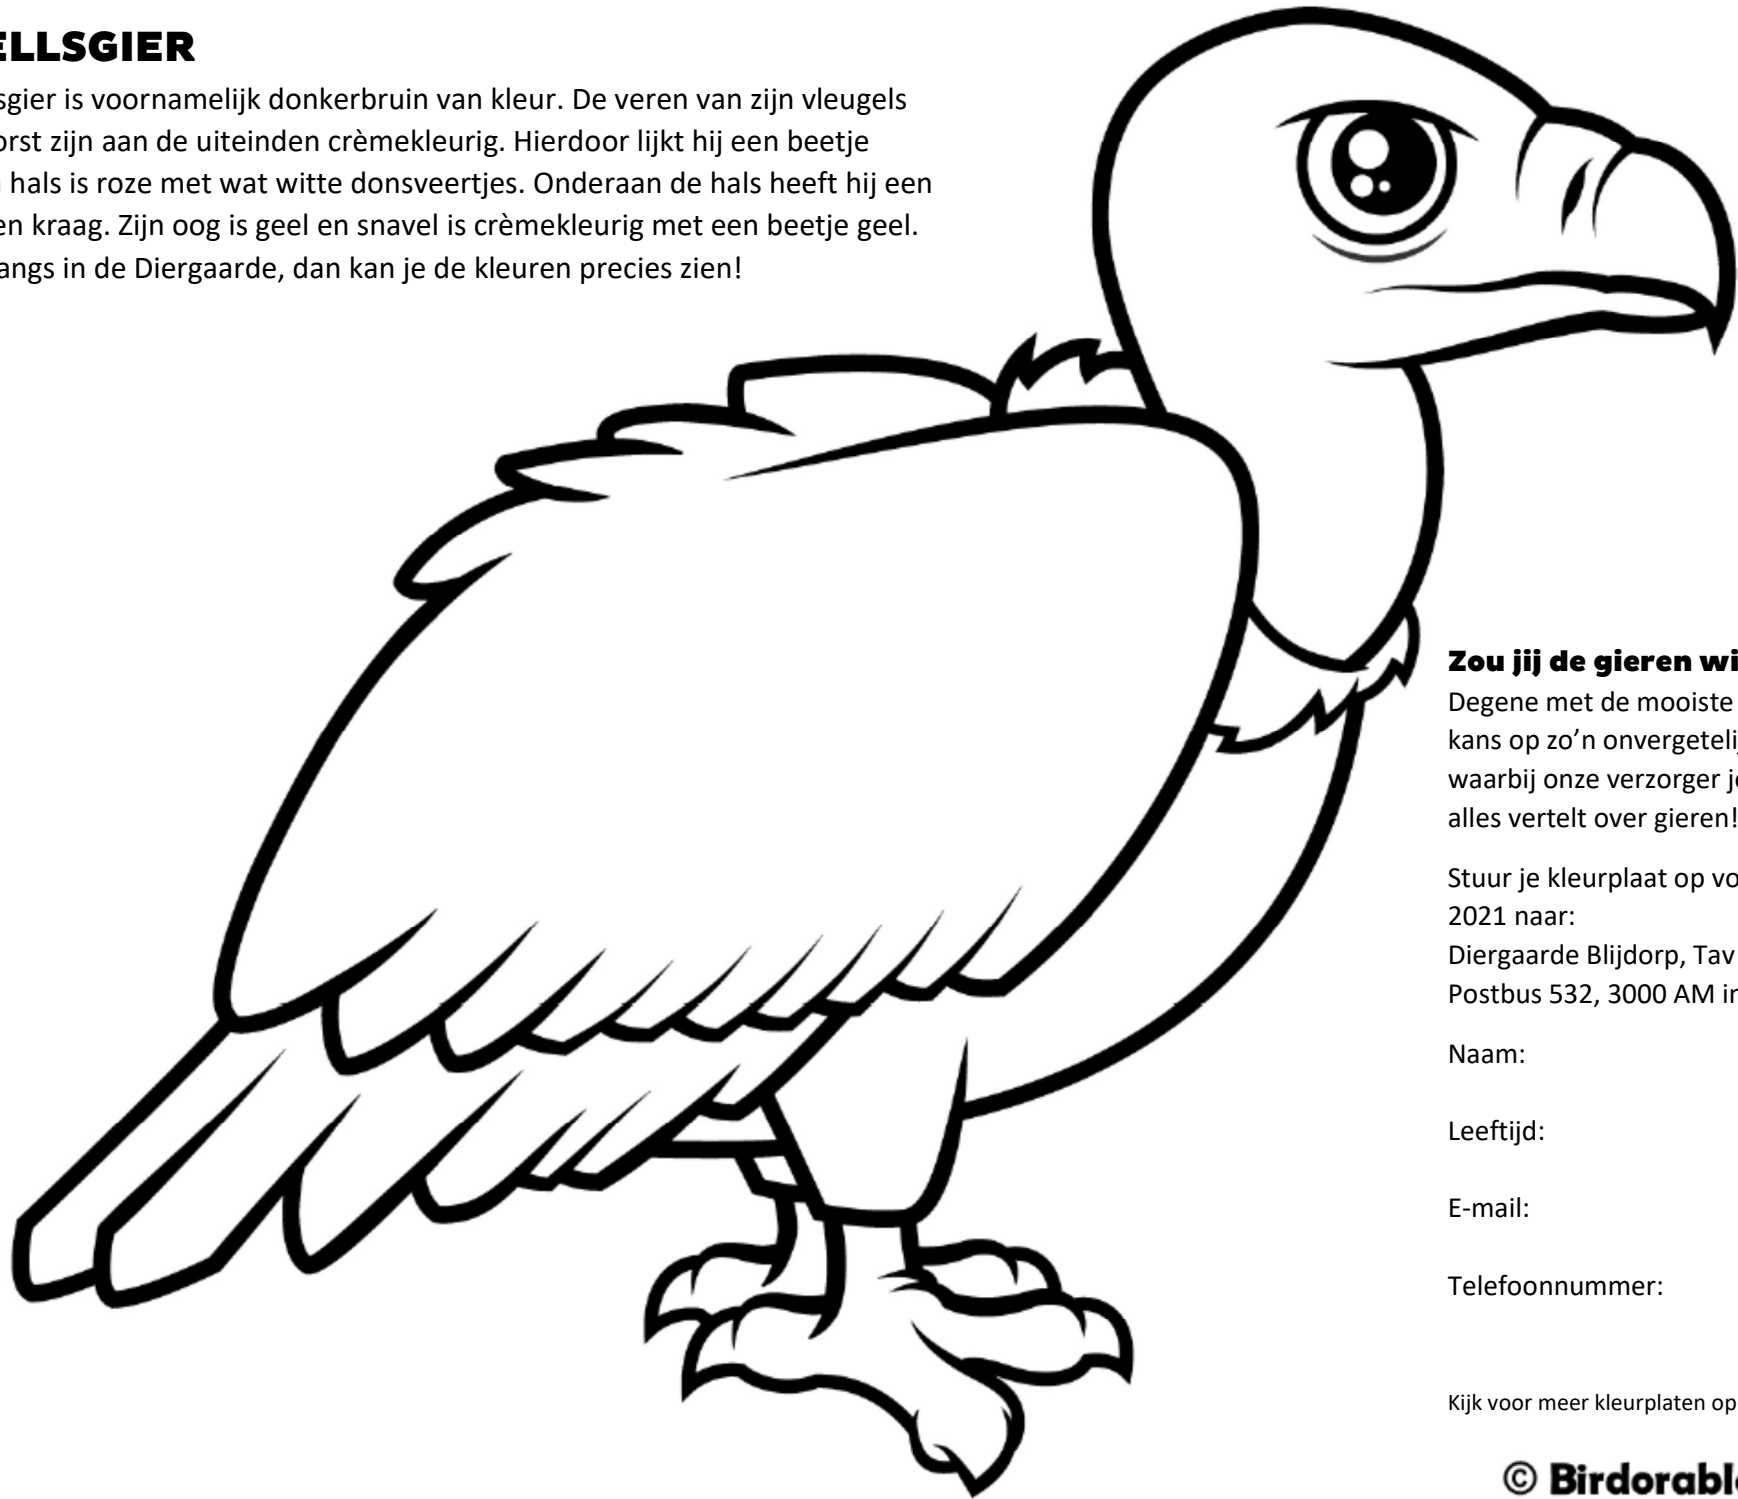 ELLSGIER
sgier is voornamelijk donkerbruin van kleur. De veren van zijn vleugels
orst zijn aan de uiteinden crèmekleurig. Hierdoor lijkt hij een beetje
hals is roze met wat witte donsveertjes. Onderaan de hals heeft hij een
en kraag. Zijn oog is geel en snavel is crèmekleurig met een beetje geel.
angs in de Diergaarde, dan kan je de kleuren precies zien!
Zou jij de gieren wi
Degene met de mooiste
kans op zo’n onvergetelij
waarbij onze verzorger je
alles vertelt over gieren!
Stuur je kleurplaat op vo
2021 naar:
Diergaarde Blijdorp, Tav
Postbus 532, 3000 AM in
Naam:
Leeftijd:
E-mail:
Telefoonnummer:
Kijk voor meer kleurplaten op
© Birdorable